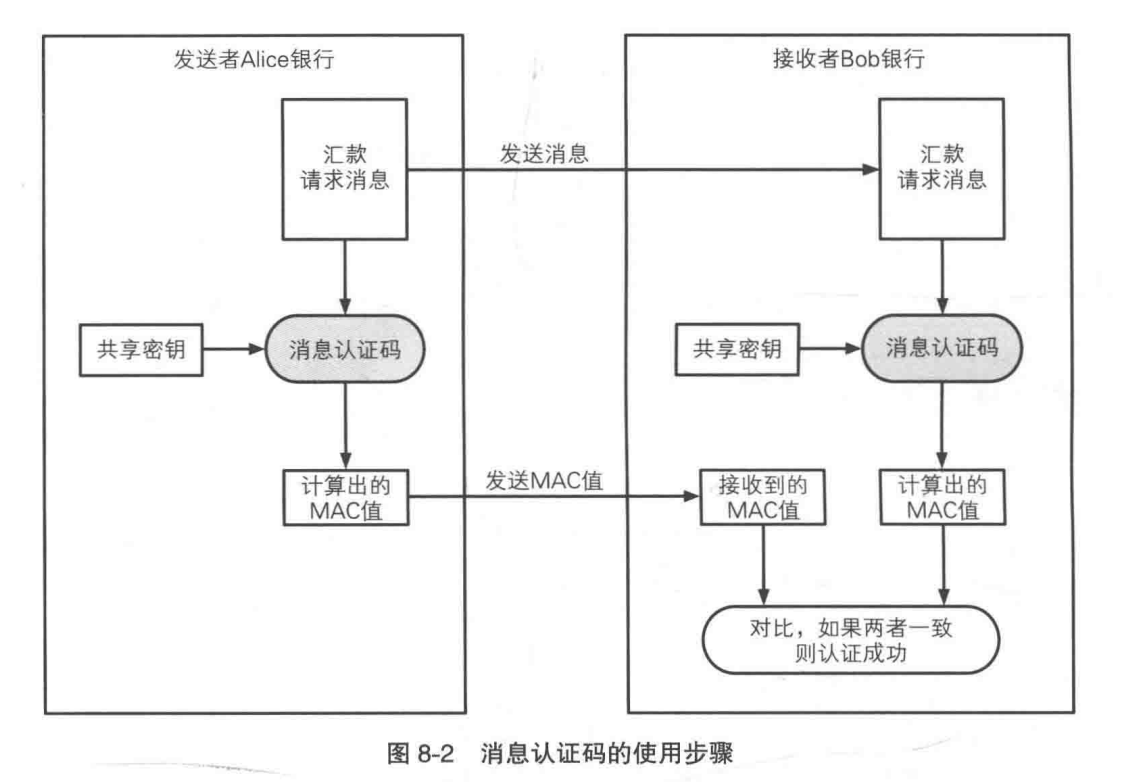 发送者Alice银行
接收者Bob银行
汇款
请求消息
发送消息
汇款
请求消息
共享密钥
消息认证码
共享密钥
消息认证码
计算出的
MAC值
发送MAC值
接收到的
MAC值
计算出的
MAC值
对比，如果两者一致
则认证成功
图 8-2 消息认证码的使用步骤